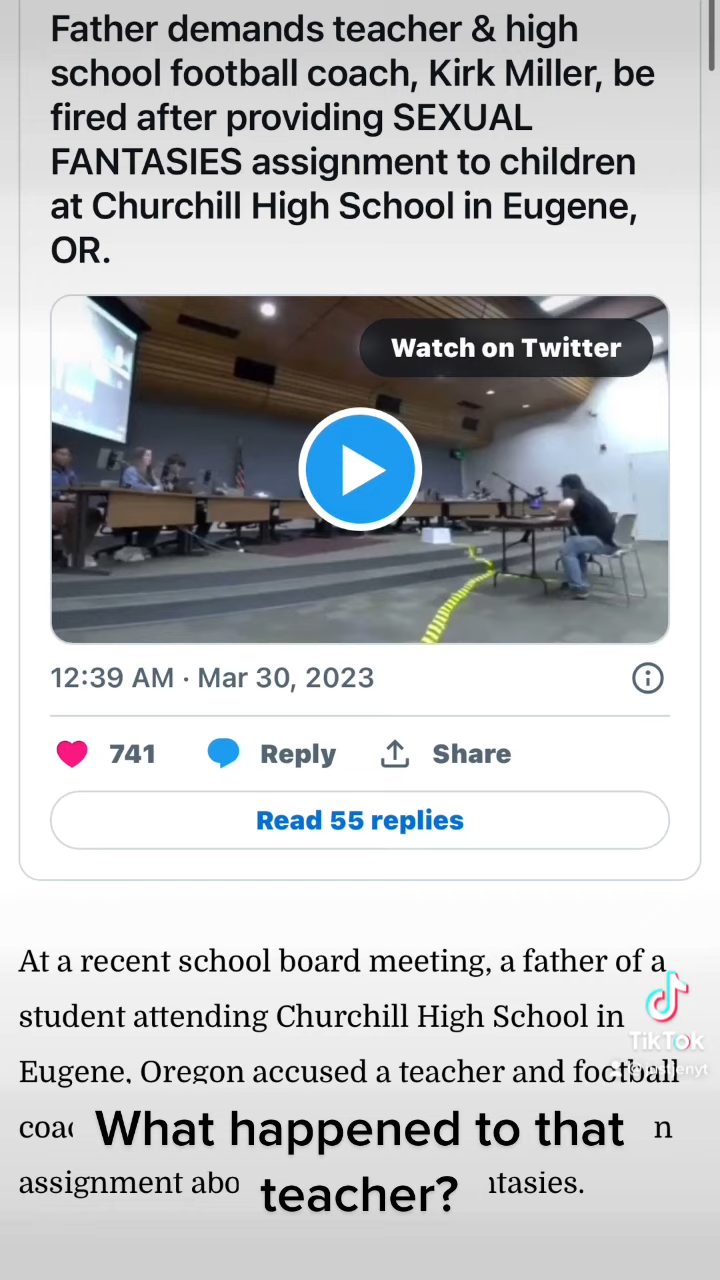 Father demands teacher & high
school football coach, Kirk Miller, be
fired after providing SEXUAL
FANTASIES assignment to children
at Churchill High School in Eugene,
OR.
Watch on Twitter
12:39 AM · Mar 30, 2023
741 Reply Share
Read 55 replies
At a recent school board meeting, a father of a
student attending Churchill High School in
TikTok
Eugene, Oregon accused a teacher and football
What happened to that
assignment
teacher?